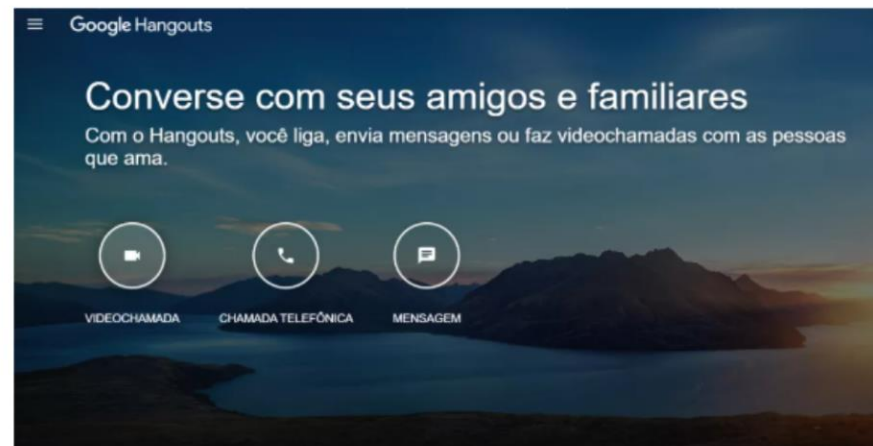 Google Hangouts
Converse com seus amigos e familiares
Com o Hangouts, você liga, envia mensagens ou faz videochamadas com as pessoas
que ama.
VIDEOCHAMADA CHAMADA TELEFÔNICA MENSAGEM